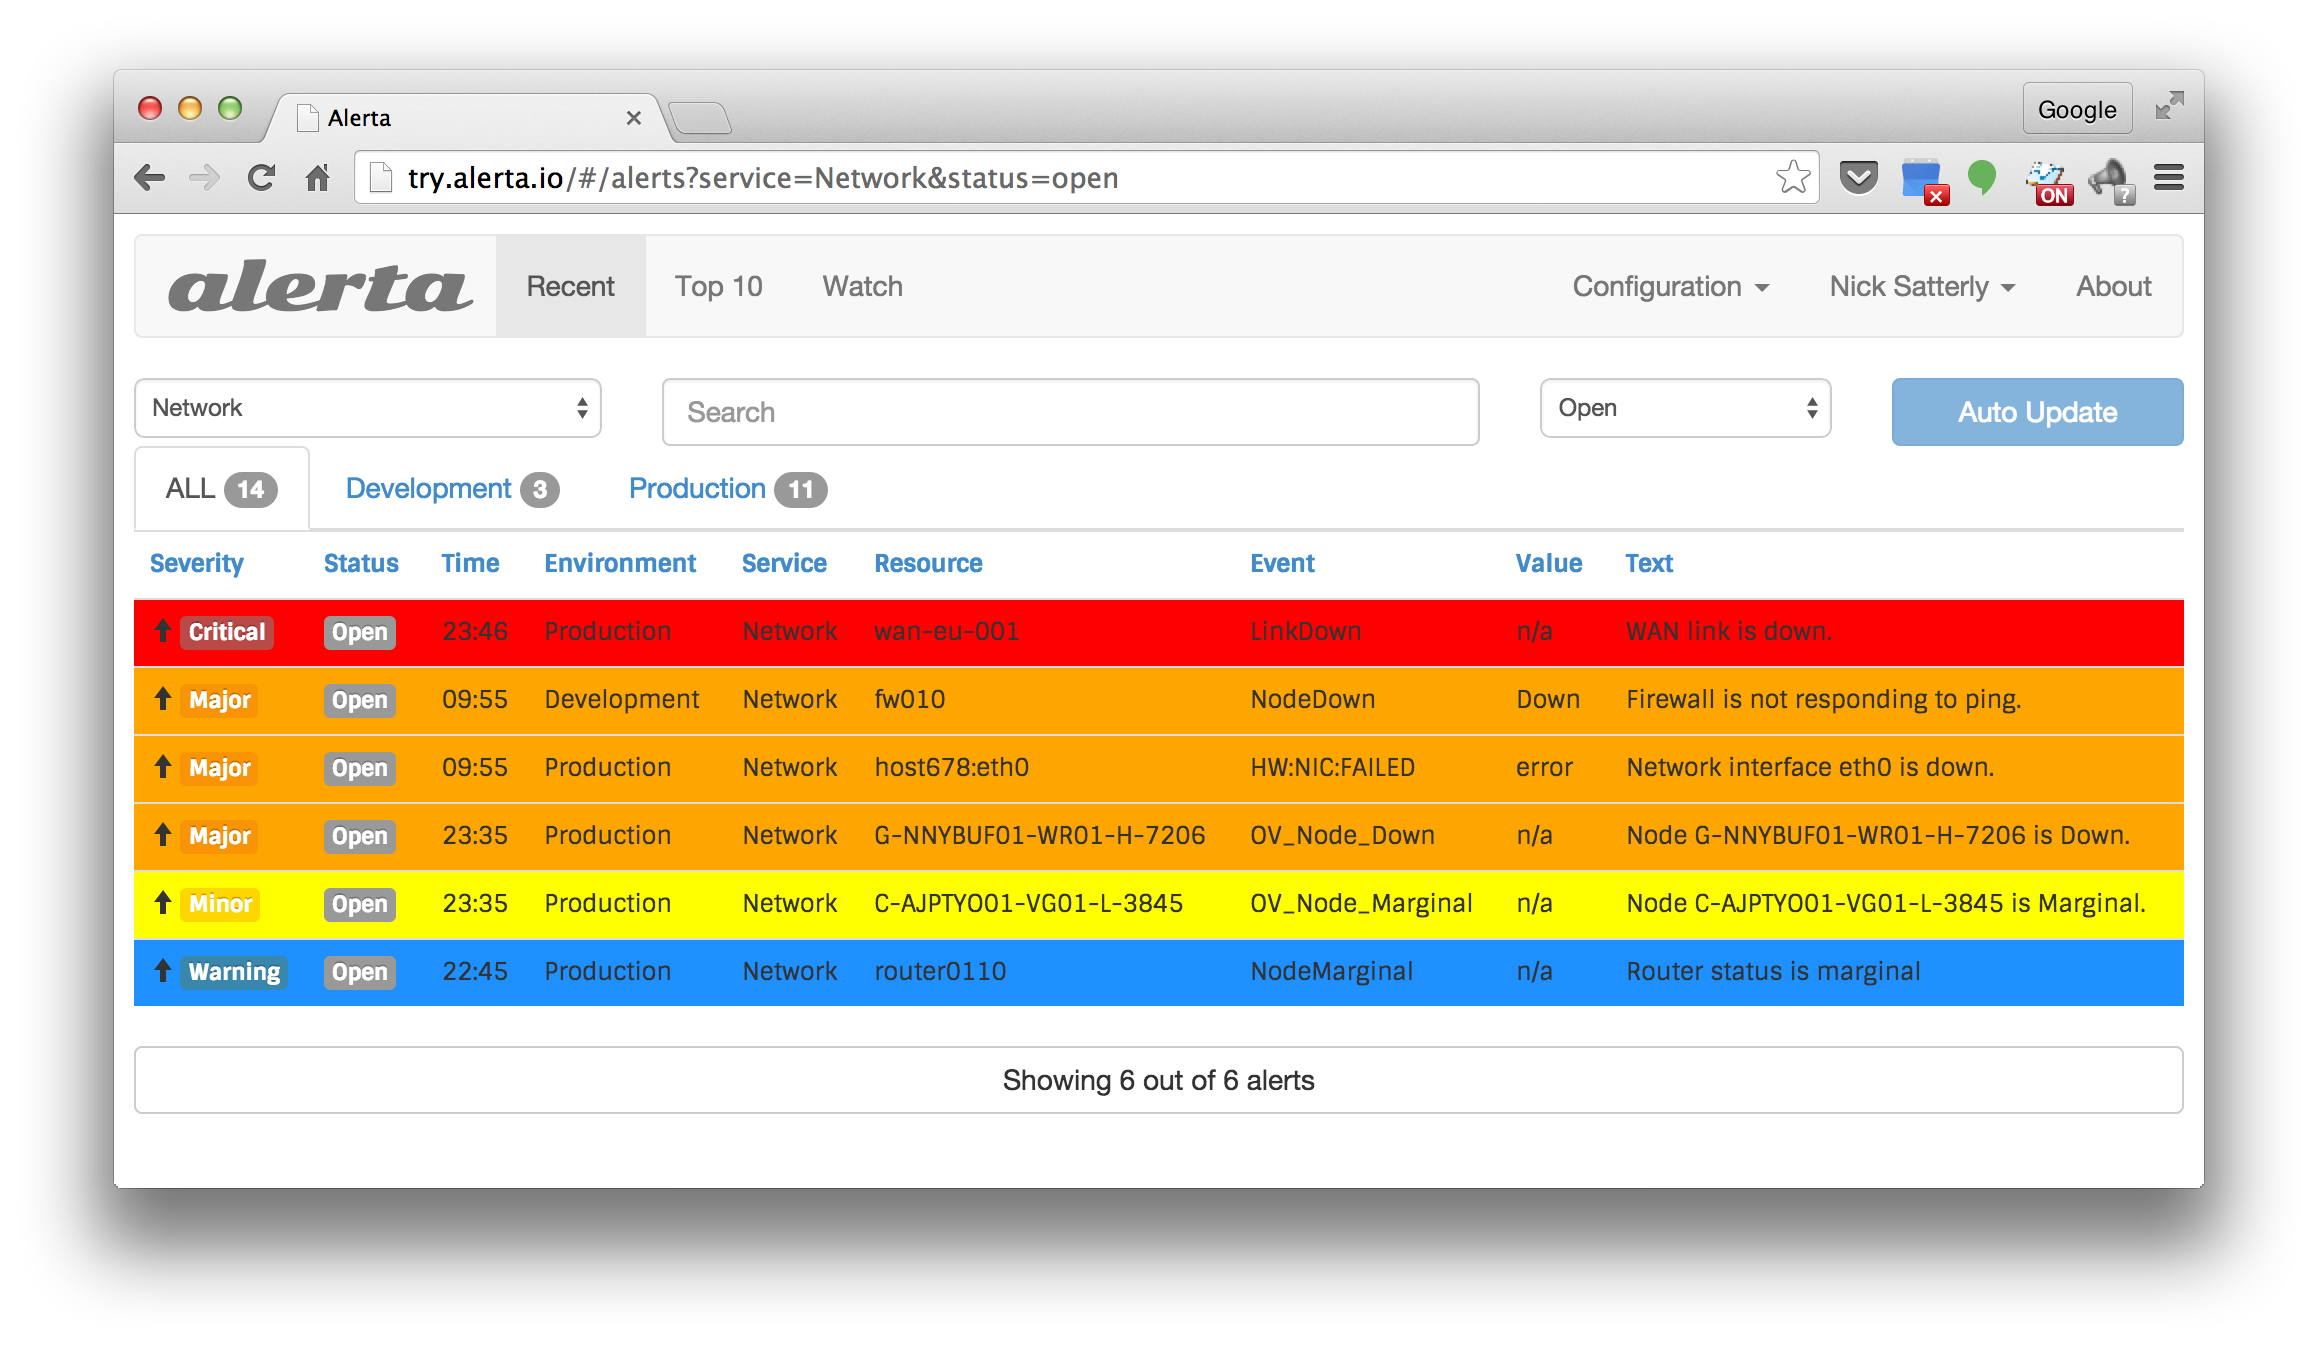 Alerta
Google
try.alerta.io/#/alerts?service=Network&status=open
ON
?
alerta Recent Top 10 Watch Configuration Nick Satterly About
Network Search Open Auto Update
ALL 14 Development 3 Production 11
Severity Status Time Environment Service Resource Event Value Text
Critical Open 23:46 Production Network wan-eu-001 LinkDown n/a WAN link is down.
Major Open 09:55 Development Network fw010 NodeDown Down Firewall is not responding to ping.
Major Open 09:55 Production Network host678:eth0 HW:NIC:FAILED error Network interface eth0 is down.
Major Open 23:35 Production Network G-NNYBUF01-WR01-H-7206 OV_Node_Down n/a Node G-NNYBUF01-WR01-H-7206 is Down.
Minor Open 23:35 Production Network C-AJPTYO01-VG01-L-3845 OV_Node_Marginal n/a Node C-AJPTYO01-VG01-L-3845 is Marginal.
Warning Open 22:45 Production Network router0110 NodeMarginal n/a Router status is marginal
Showing 6 out of 6 alerts